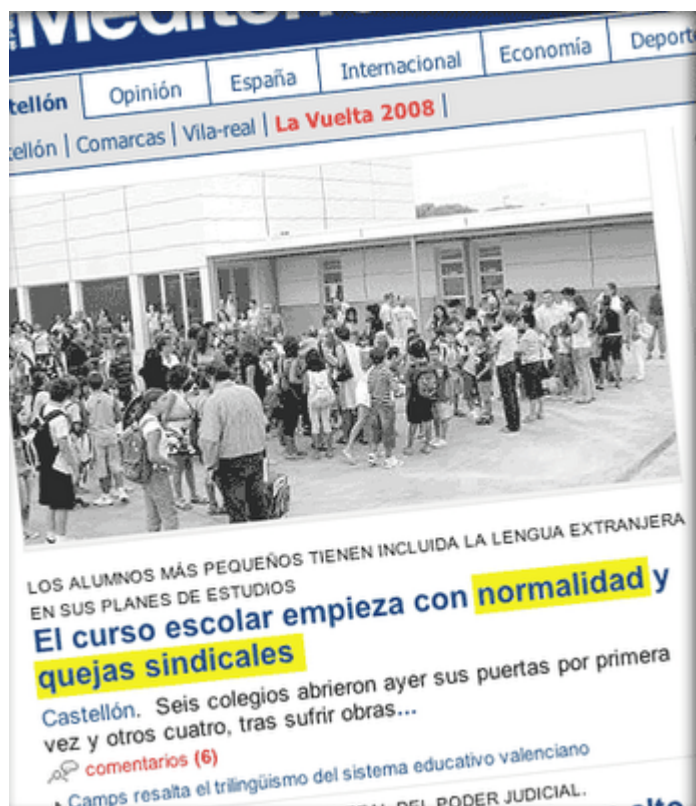 Opinión España Internacional Economía
Comarcas | Vila-real | La Vuelta 2008 |
LOS ALUMNOS MÁS PEQUEÑOS TIENEN INCLUIDA LA LENGUA EXTRANJERA
EN SUS PLANES DE ESTUDIOS
El curso escolar empieza con normalidad y
quejas sindicales
Castellón. Seis colegios abrieron ayer sus puertas por primera
vez y otros cuatro, tras sufrir obras...
comentarios (6)
Camps resalta el trilingüismo del sistema educativo valenciano
DEL PODER JUDICIAL.